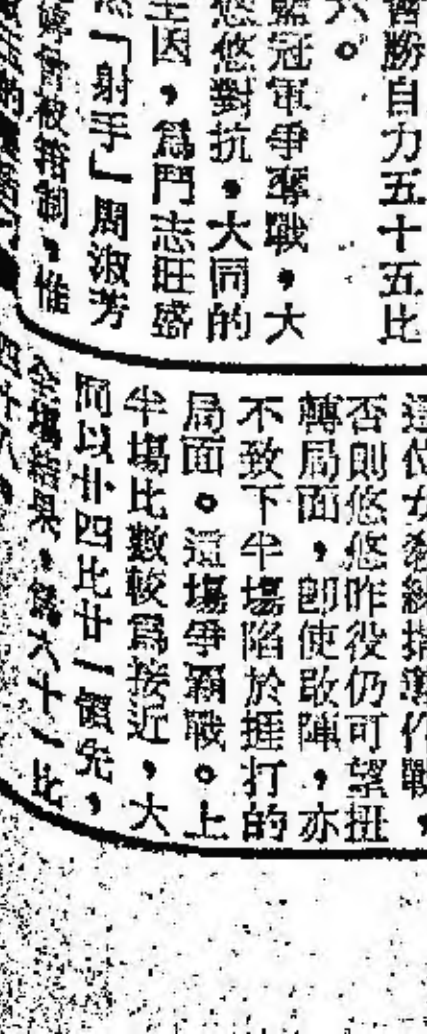 會勝自力五十五比
六。
籃冠軍爭奪戰，大
悠悠對抗，大同的
主因，為鬥志旺盛
「射手」周淑芳
被箝制，惟
否則悠悠昨役仍可望扭
轉局面，即使敗陣，亦
不致下半場陷於捱打的
局面。這場爭霸戰。上
半場比數較為接近，大
同以卅四比廿一領先，
全場結果，為六十一比
四十八。